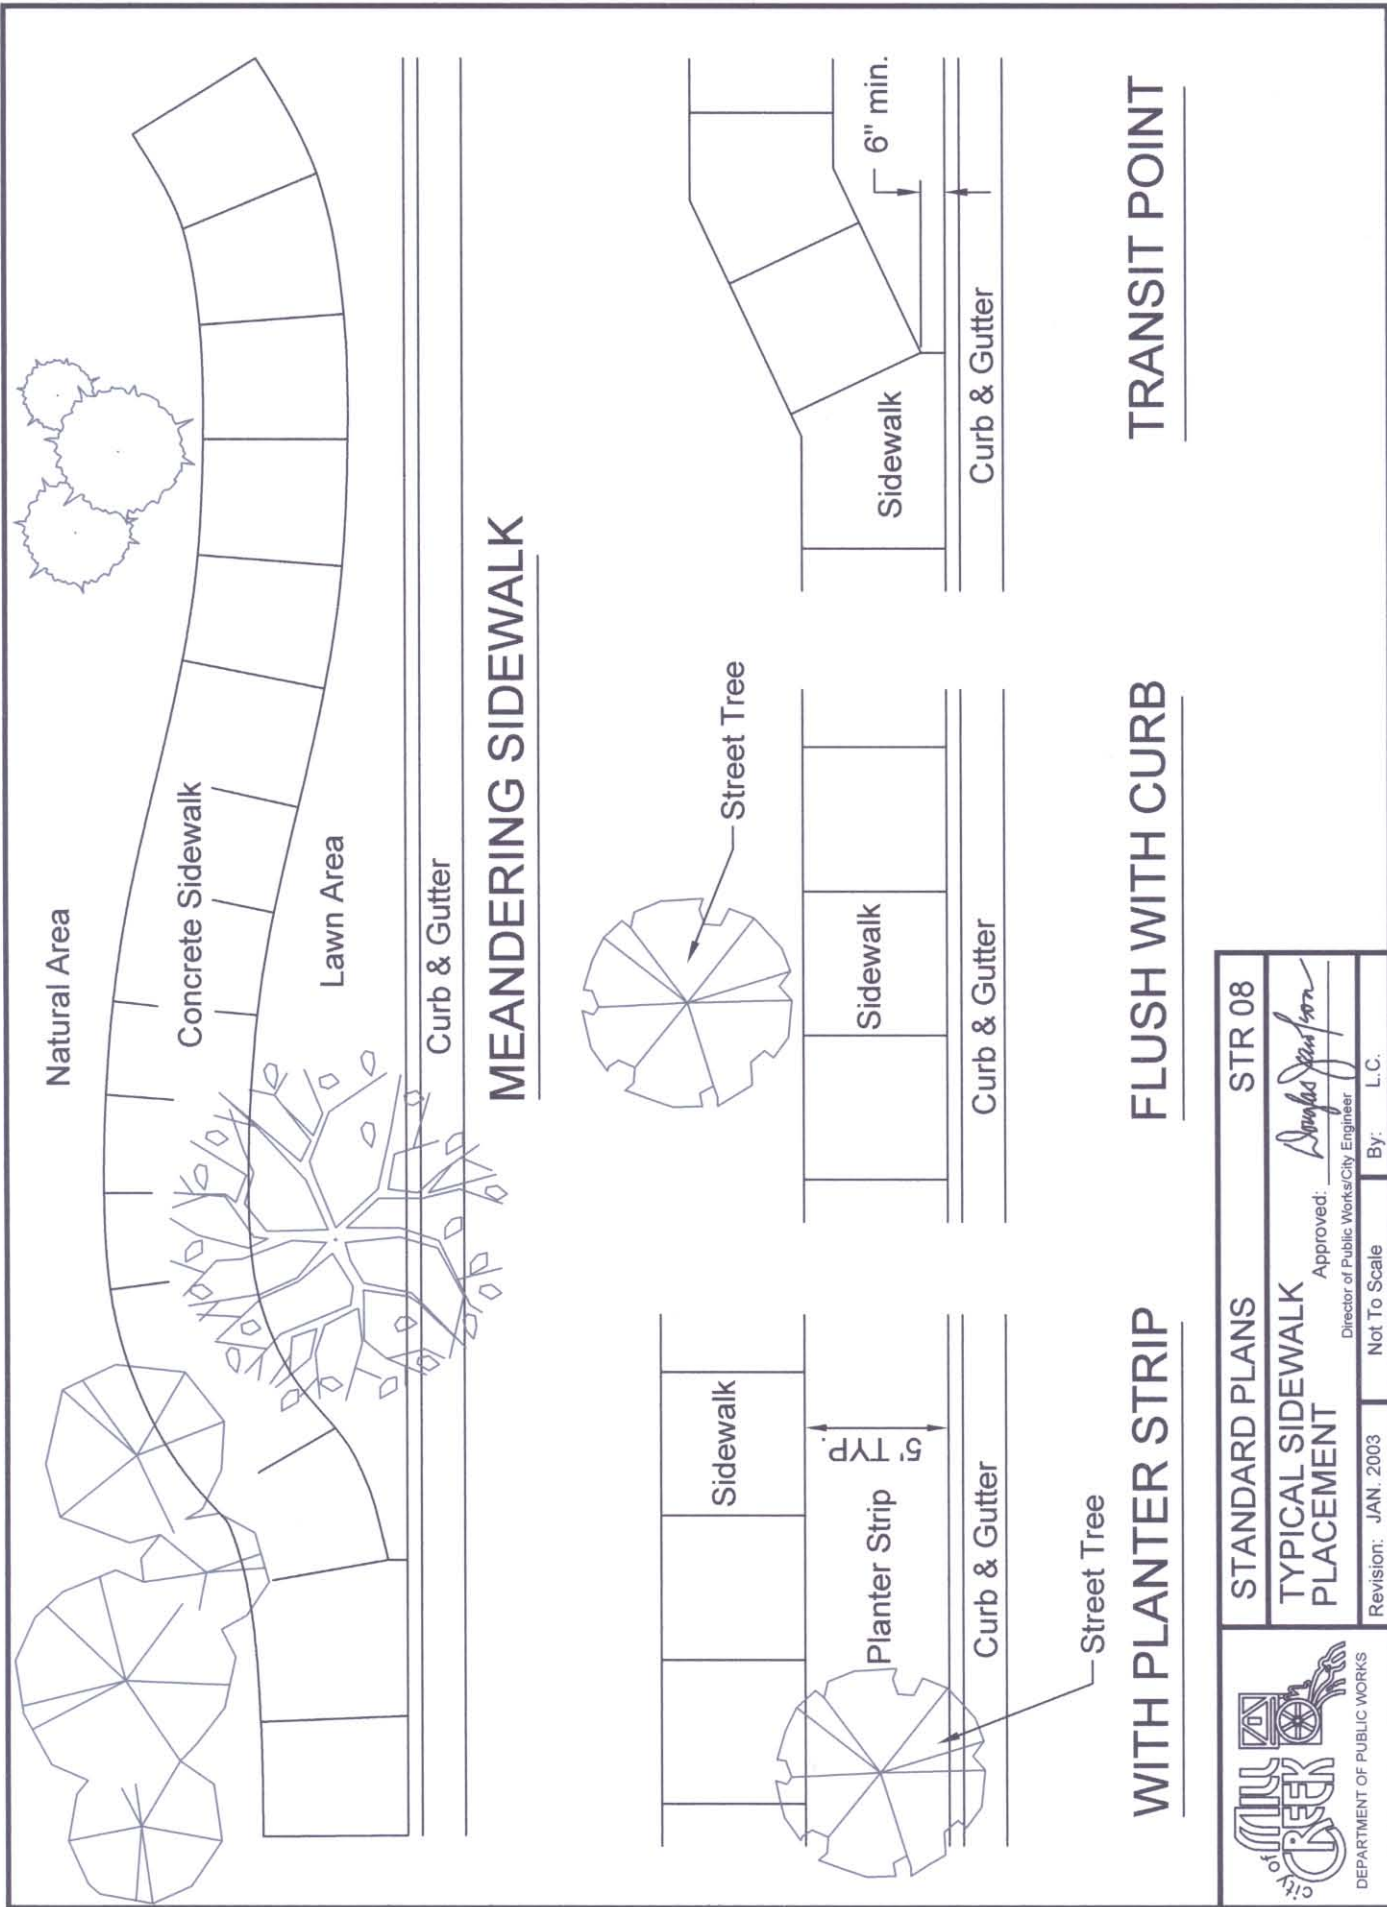 Natural Area
Concrete Sidewalk
Lawn Area
Curb & Gutter
MEANDERING SIDEWALK
Sidewalk
5' TYP.
Planter Strip
Curb & Gutter
Street Tree
WITH PLANTER STRIP
Street Tree
Sidewalk
Curb & Gutter
FLUSH WITH CURB
6" min.
Sidewalk
Curb & Gutter
TRANSIT POINT
city of
MILL
CREEK
DEPARTMENT OF PUBLIC WORKS
STANDARD PLANS STR 08
TYPICAL SIDEWALK
PLACEMENT
Approved:
Director of Public Works/City Engineer
Revision: JAN. 2003 Not To Scale By: L.C.